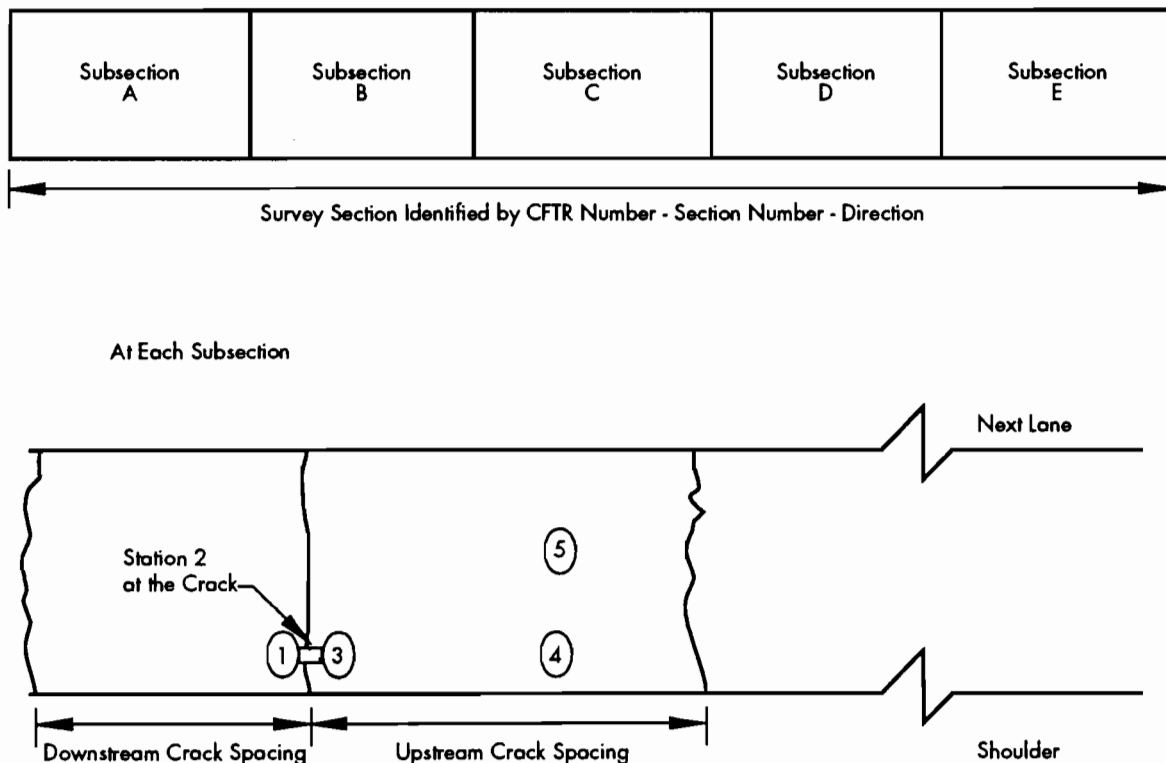 Subsection
A
Subsection
B
Subsection
C
Subsection
D
Subsection
E
Survey Section Identified by CFTR Number - Section Number - Direction
At Each Subsection
Next Lane
Station 2
at the Crack
5
1
3
4
Downstream Crack Spacing
Upstream Crack Spacing
Shoulder